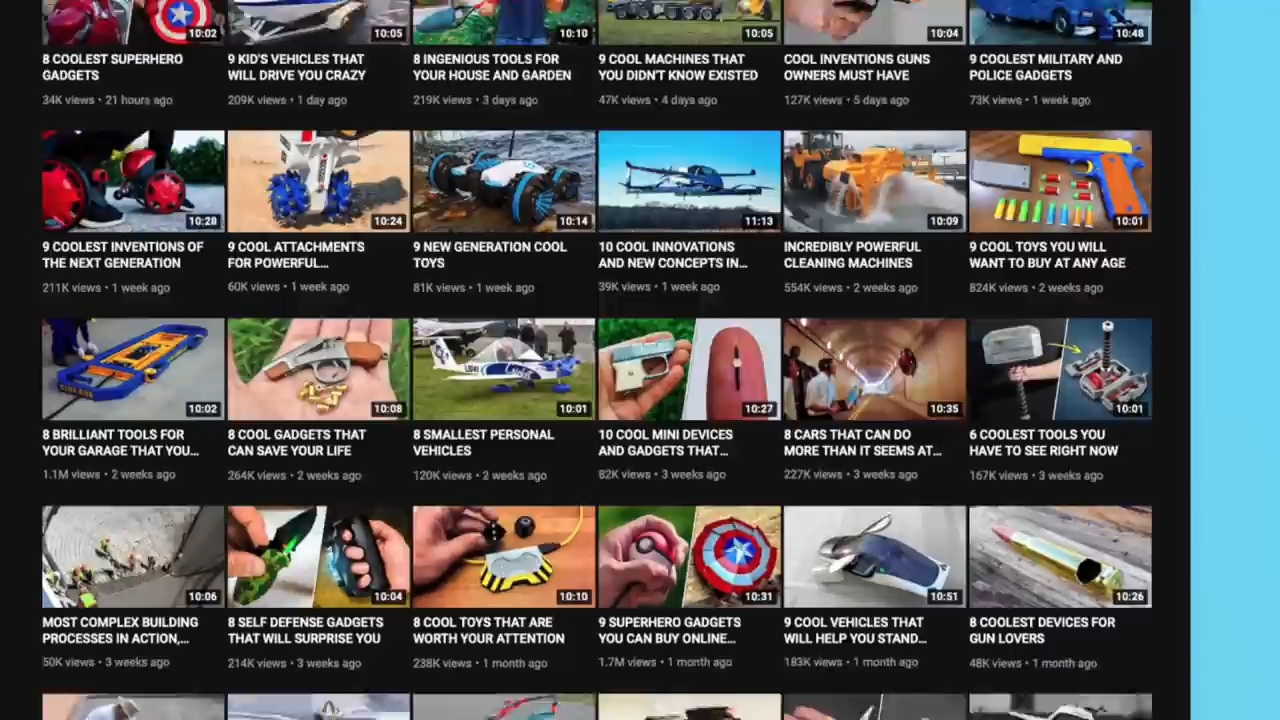 10:02
10:05
10:10
10:05
10:04
10:48
8 COOLEST SUPERHERO
GADGETS
34K views • 21 hours ago
9 KID'S VEHICLES THAT
WILL DRIVE YOU CRAZY
209K views • 1 day ago
8 INGENIOUS TOOLS FOR
YOUR HOUSE AND GARDEN
219K views • 3 days ago
9 COOL MACHINES THAT
YOU DIDN'T KNOW EXISTED
47K views • 4 days ago
COOL INVENTIONS GUNS
OWNERS MUST HAVE
127K views • 5 days ago
9 COOLEST MILITARY AND
POLICE GADGETS
73K views • 1 week ago
10:28
10:24
10:14
11:13
10:09
10:01
9 COOLEST INVENTIONS OF
THE NEXT GENERATION
211K views • 1 week ago
9 COOL ATTACHMENTS
FOR POWERFUL...
60K views • 1 week ago
9 NEW GENERATION COOL
TOYS
81K views • 1 week ago
10 COOL INNOVATIONS
AND NEW CONCEPTS IN...
39K views • 1 week ago
INCREDIBLY POWERFUL
CLEANING MACHINES
554K views • 2 weeks ago
9 COOL TOYS YOU WILL
WANT TO BUY AT ANY AGE
824K views • 2 weeks ago
10:02
10:08
10:01
10:27
10:35
10:01
8 BRILLIANT TOOLS FOR
YOUR GARAGE THAT YOU...
1.1M views • 2 weeks ago
8 COOL GADGETS THAT
CAN SAVE YOUR LIFE
264K views • 2 weeks ago
8 SMALLEST PERSONAL
VEHICLES
120K views • 2 weeks ago
10 COOL MINI DEVICES
AND GADGETS THAT...
82K views • 3 weeks ago
8 CARS THAT CAN DO
MORE THAN IT SEEMS AT...
227K views • 3 weeks ago
6 COOLEST TOOLS YOU
HAVE TO SEE RIGHT NOW
167K views • 3 weeks ago
10:06
10:04
10:10
10:31
10:51
10:26
MOST COMPLEX BUILDING
PROCESSES IN ACTION,...
50K views • 3 weeks ago
8 SELF DEFENSE GADGETS
THAT WILL SURPRISE YOU
214K views • 3 weeks ago
8 COOL TOYS THAT ARE
WORTH YOUR ATTENTION
238K views • 1 month ago
9 SUPERHERO GADGETS
YOU CAN BUY ONLINE...
1.7M views • 1 month ago
9 COOL VEHICLES THAT
WILL HELP YOU STAND...
183K views • 1 month ago
8 COOLEST DEVICES FOR
GUN LOVERS
48K views • 1 month ago